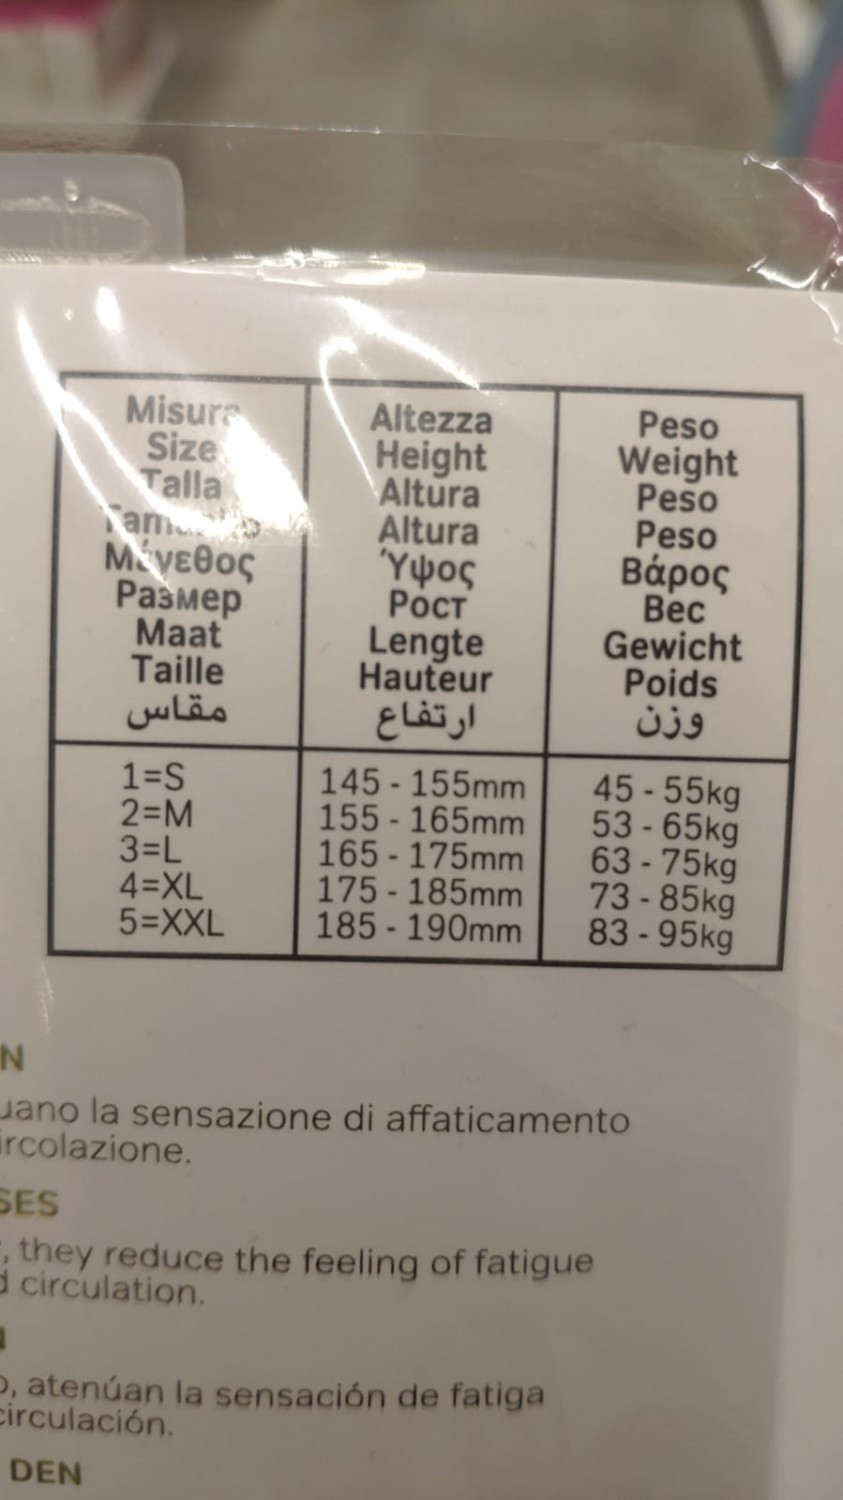 Misura
Size
Talla
Μέγεθος
Размер
Maat
Taille
مقاس
Altezza
Height
Altura
Altura
Ύψος
Рост
Lengte
Hauteur
ارتفاع
Peso
Weight
Peso
Peso
Βάρος
Вес
Gewicht
Poids
وزن
1=S 145 - 155mm 45 - 55kg
2=M 155 - 165mm 53 - 65kg
3=L 165 - 175mm 63 - 75kg
4=XL 175 - 185mm 73 - 85kg
5=XXL 185 - 190mm 83 - 95kg
la sensazione di affaticamento
, they reduce the feeling of fatigue
circulation.
, atenúan la sensación de fatiga
circulación.
DEN